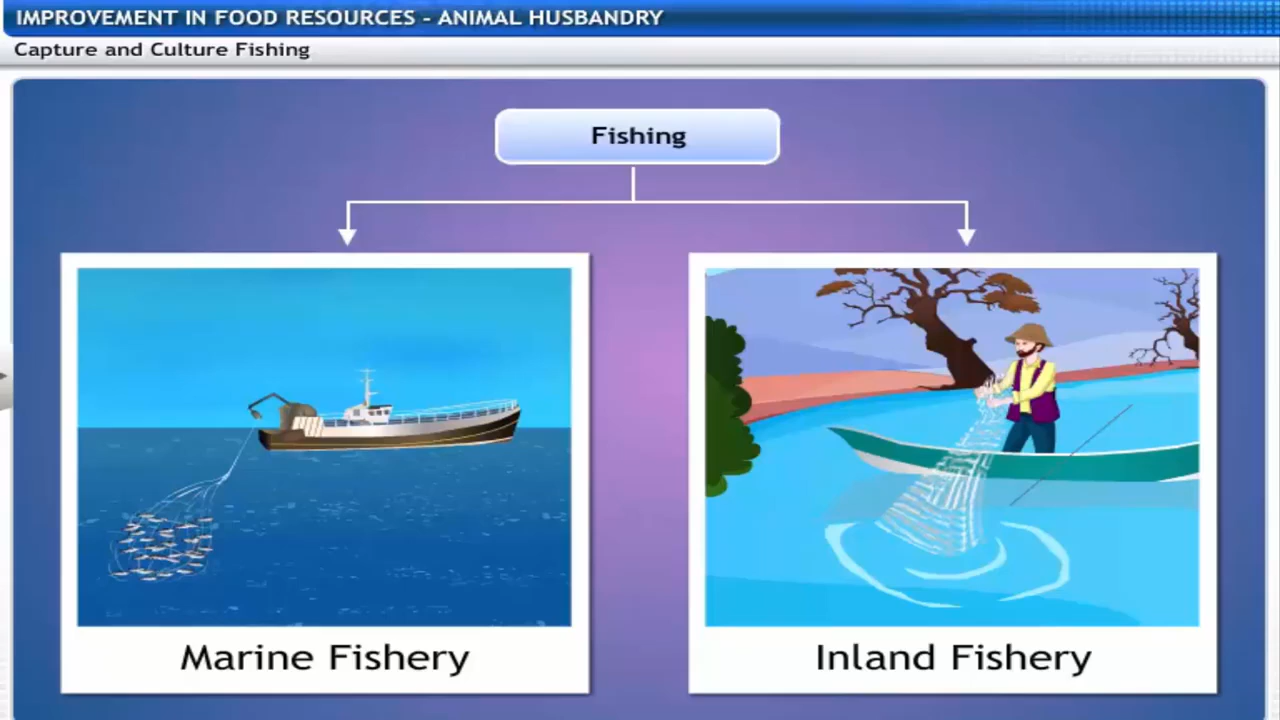 IMPROVEMENT IN FOOD RESOURCES - ANIMAL HUSBANDRY
Capture and Culture Fishing
Fishing
Marine Fishery
Inland Fishery